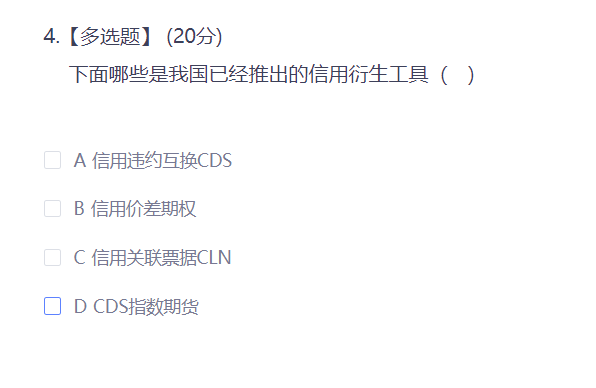 4.【多选题】 (20分)
下面哪些是我国已经推出的信用衍生工具（　）
A 信用违约互换CDS
B 信用价差期权
C 信用关联票据CLN
D CDS指数期货